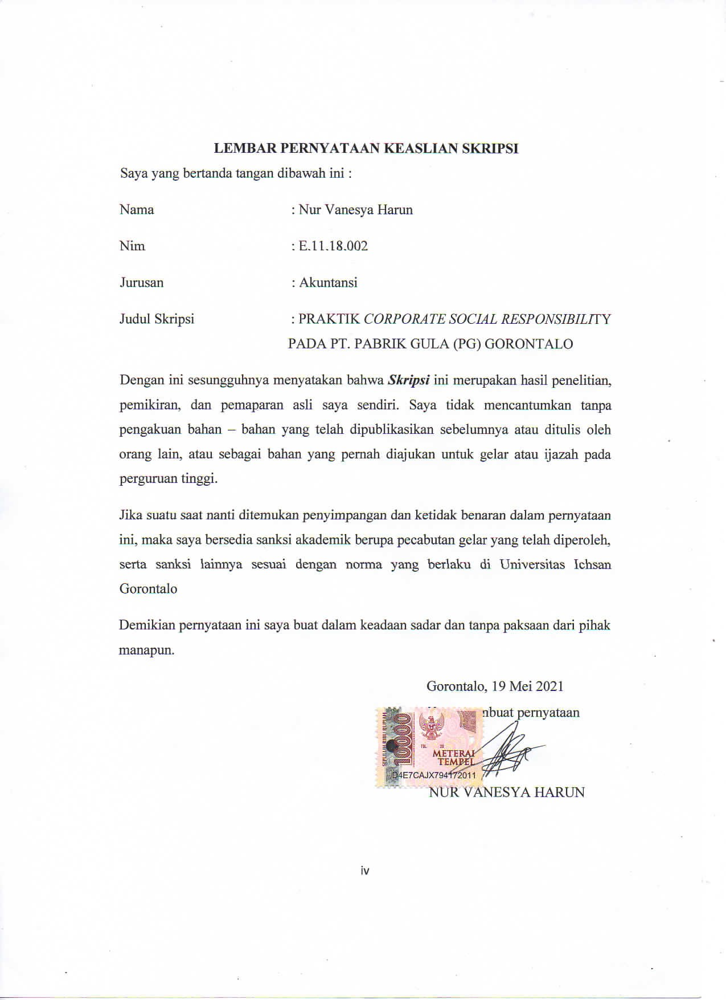 LEMBAR PERNYATAAN KEASLIAN SKRIPSI
Saya yang bertanda tangan dibawah ini :
Nama : Nur Vanesya Harun
Nim : E.11.18.002
Jurusan : Akuntansi
Judul Skripsi : PRAKTIK CORPORATE SOCIAL RESPONSIBILITY
PADA PT. PABRIK GULA (PG) GORONTALO
Dengan ini sesungguhnya menyatakan bahwa Skripsi ini merupakan hasil penelitian,
pemikiran, dan pemaparan asli saya sendiri. Saya tidak mencantumkan tanpa
pengakuan bahan – bahan yang telah dipublikasikan sebelumnya atau ditulis oleh
orang lain, atau sebagai bahan yang pernah diajukan untuk gelar atau ijazah pada
perguruan tinggi.
Jika suatu saat nanti ditemukan penyimpangan dan ketidak benaran dalam pernyataan
ini, maka saya bersedia sanksi akademik berupa pecabutan gelar yang telah diperoleh,
serta sanksi lainnya sesuai dengan norma yang berlaku di Universitas Ichsan
Gorontalo
Demikian pernyataan ini saya buat dalam keadaan sadar dan tanpa paksaan dari pihak
manapun.
Gorontalo, 19 Mei 2021
nbuat pernyataan
SEPULUH RIBU RUPIAH
10000
TGL. 20
METERAI
TEMPEL
D4E7CAJX794172011
NUR VANESYA HARUN
iv